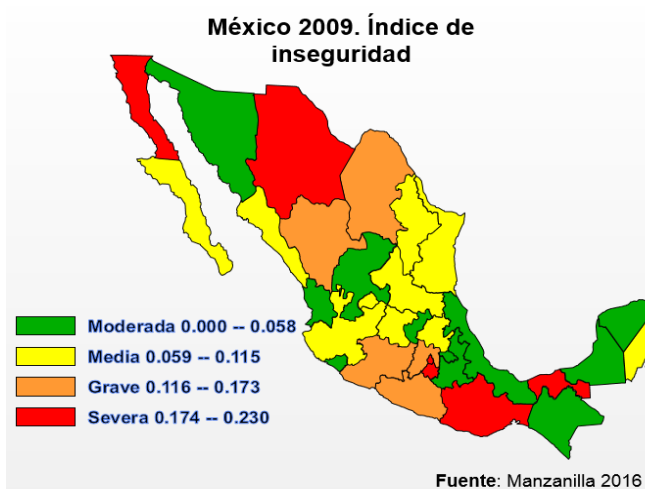 México 2009. Índice de
inseguridad
Moderada 0.000 -- 0.058
Media 0.059 -- 0.115
Grave 0.116 -- 0.173
Severa 0.174 -- 0.230
Fuente: Manzanilla 2016